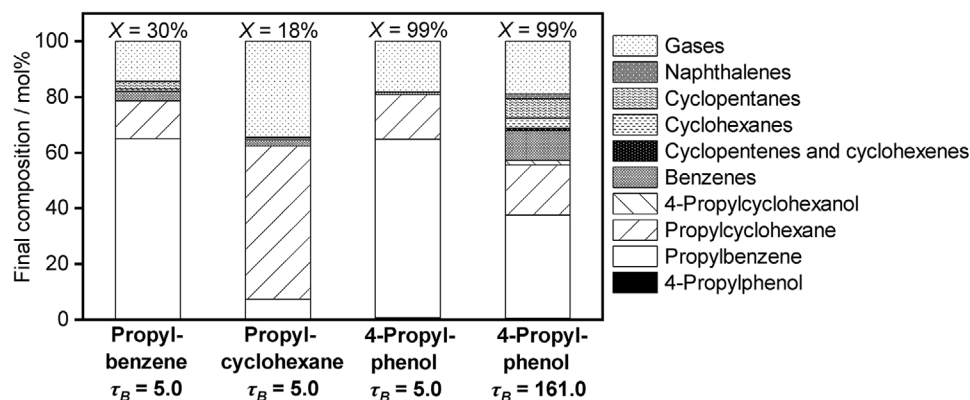 X = 30%
X = 18%
X = 99%
X = 99%
Final composition / mol%
100
80
60
40
20
0
Propyl-
benzene
τB = 5.0
Propyl-
cyclohexane
τB = 5.0
4-Propyl-
phenol
τB = 5.0
4-Propyl-
phenol
τB = 161.0
Gases
Naphthalenes
Cyclopentanes
Cyclohexanes
Cyclopentenes and cyclohexenes
Benzenes
4-Propylcyclohexanol
Propylcyclohexane
Propylbenzene
4-Propylphenol